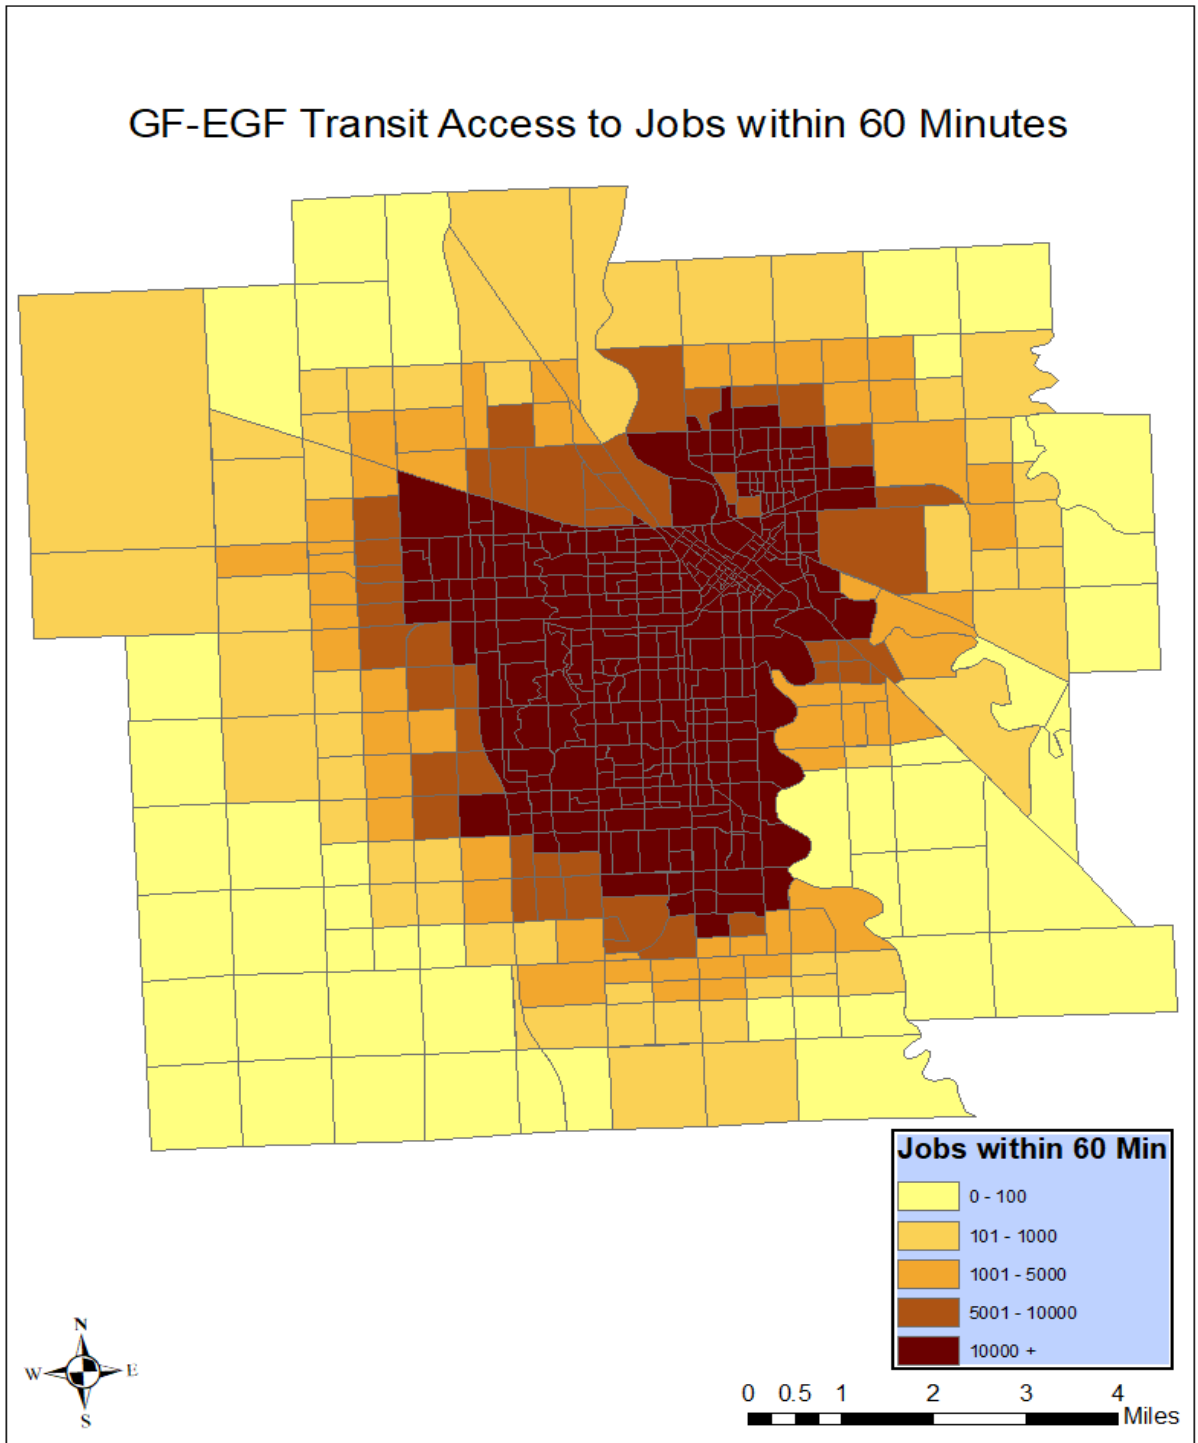 GF-EGF Transit Access to Jobs within 60 Minutes
Jobs within 60 Min
0 - 100
101 - 1000
1001 - 5000
5001 - 10000
10000 +
N
W E
S
0 0.5 1 2 3 4
Miles